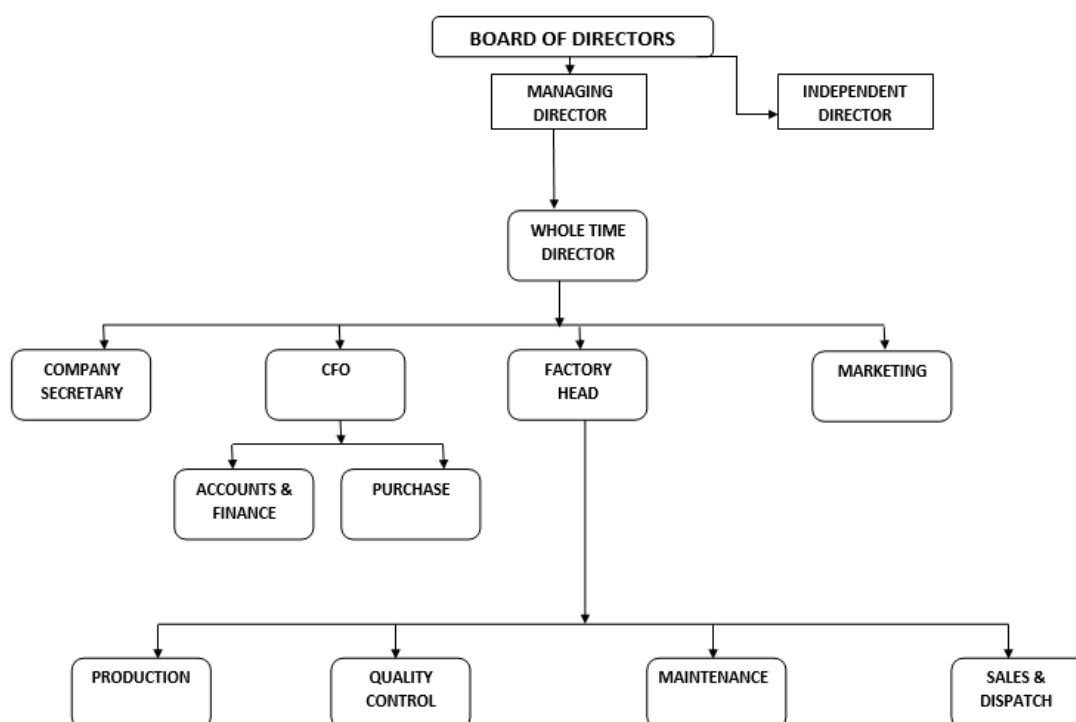 BOARD OF DIRECTORS
MANAGING
DIRECTOR
INDEPENDENT
DIRECTOR
WHOLE TIME
DIRECTOR
COMPANY
SECRETARY
CFO
FACTORY
HEAD
MARKETING
ACCOUNTS &
FINANCE
PURCHASE
PRODUCTION
QUALITY
CONTROL
MAINTENANCE
SALES &
DISPATCH